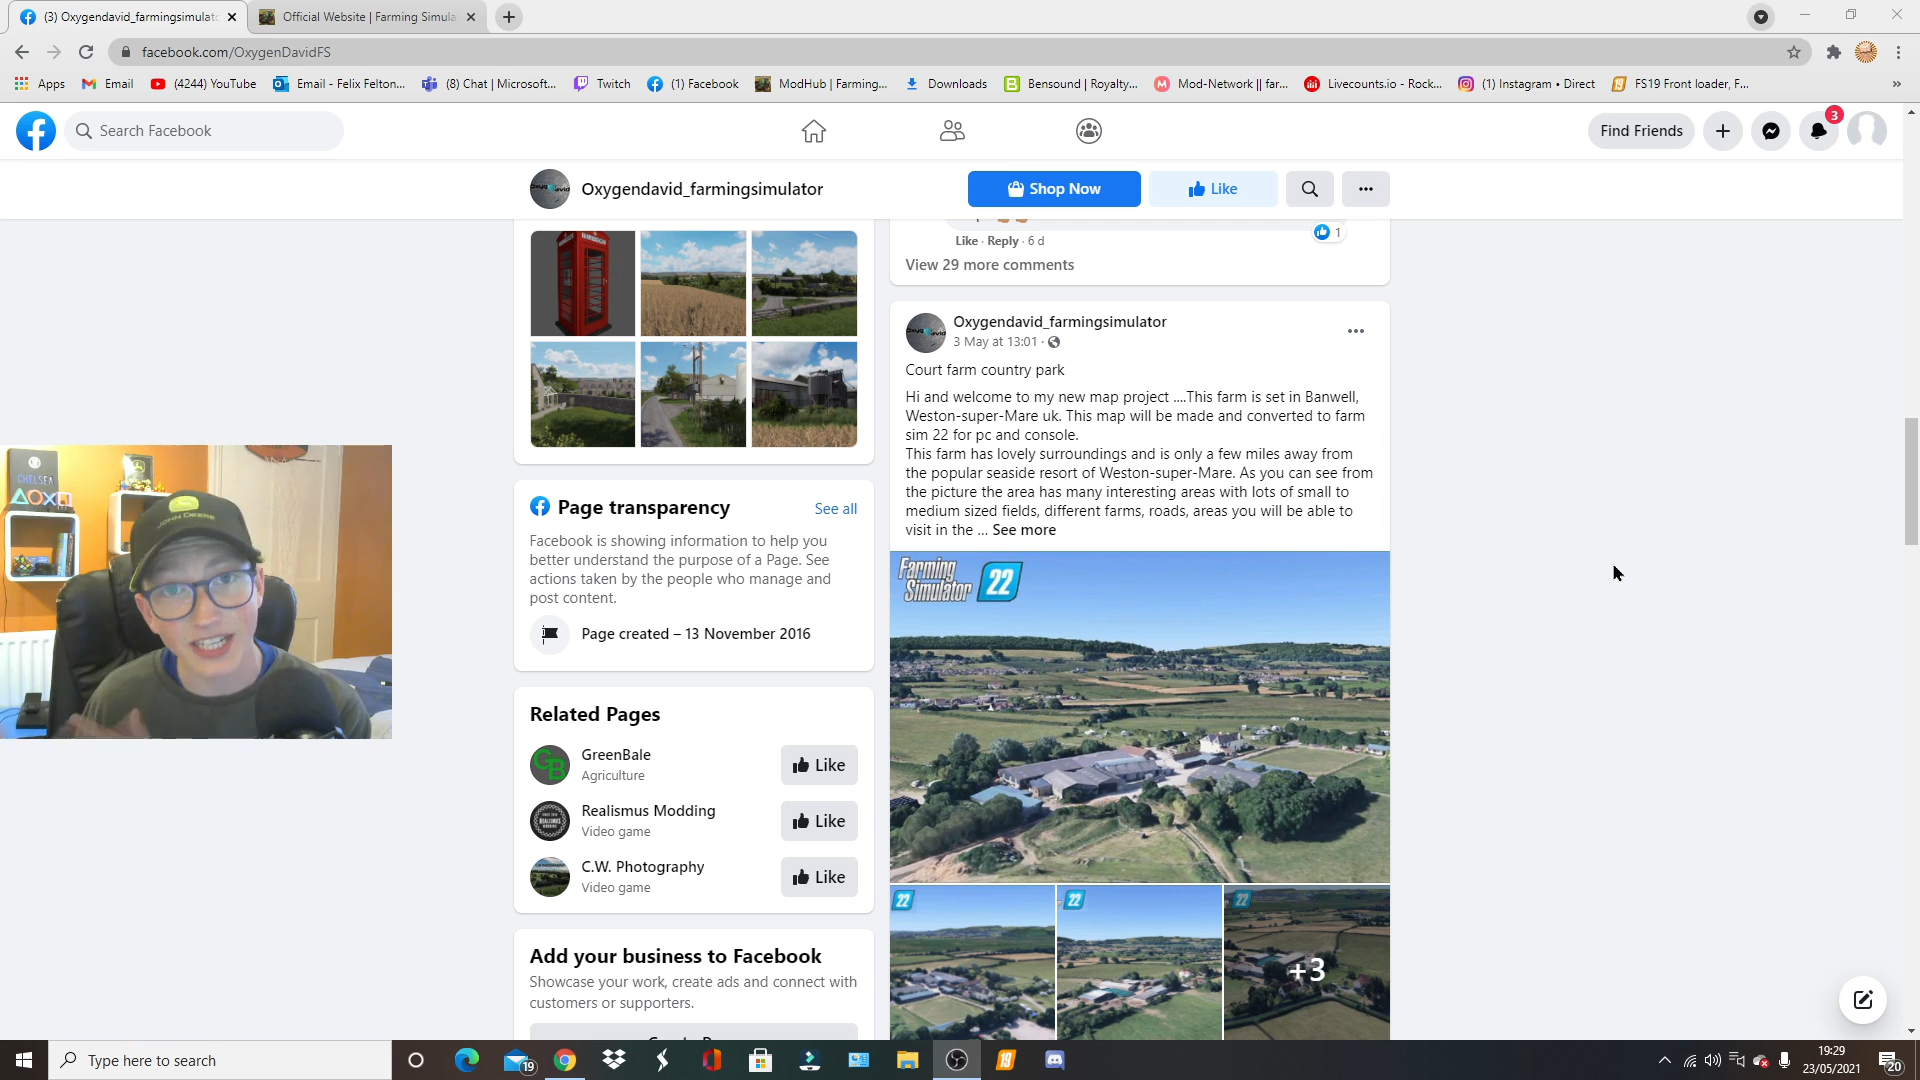 (3) Oxygendavid_farmingsimulato
Official Website | Farming Simula
facebook.com/OxygenDavidFS
Apps
Email
(4244) YouTube
Email - Felix Felton...
(8) Chat | Microsoft...
Twitch
(1) Facebook
ModHub | Farming...
Downloads
Bensound | Royalty...
Mod-Network || far...
Livecounts.io - Rock...
(1) Instagram • Direct
FS19 Front loader, F...
Search Facebook
Find Friends
3
Oxygendavid_farmingsimulator
Shop Now
Like
Like · Reply · 6 d
1
View 29 more comments
Oxygendavid_farmingsimulator
3 May at 13:01 ·
Court farm country park
Hi and welcome to my new map project ....This farm is set in Banwell,
Weston-super-Mare uk. This map will be made and converted to farm
sim 22 for pc and console.
This farm has lovely surroundings and is only a few miles away from
the popular seaside resort of Weston-super-Mare. As you can see from
the picture the area has many interesting areas with lots of small to
medium sized fields, different farms, roads, areas you will be able to
visit in the ... See more
Farming
Simulator 22
22
22
22
+3
CHELSEA
JOHN DEERE
Page transparency
See all
Facebook is showing information to help you
better understand the purpose of a Page. See
actions taken by the people who manage and
post content.
Page created – 13 November 2016
Related Pages
GreenBale
Agriculture
Like
Realismus Modding
Video game
Like
C.W. Photography
Video game
Like
Add your business to Facebook
Showcase your work, create ads and connect with
customers or supporters.
Type here to search
19
19
19:29
23/05/2021
20